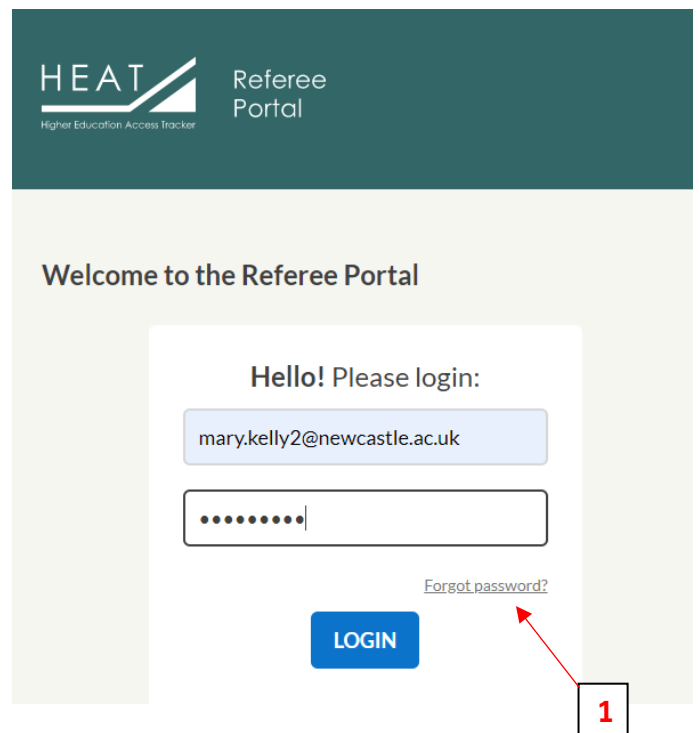 HEAT
Higher Education Access Tracker
Referee
Portal
Welcome to the Referee Portal
Hello! Please login:
mary.kelly2@newcastle.ac.uk
•••••••••
Forgot password?
LOGIN
1